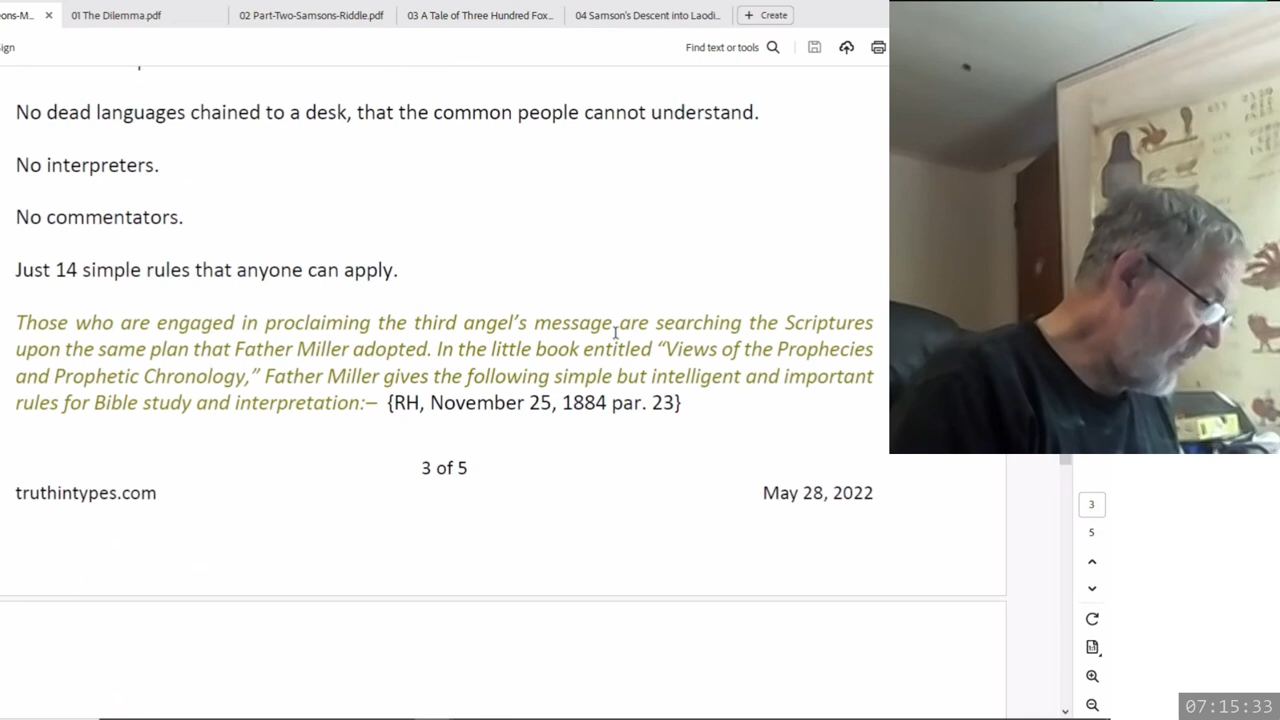 eons-M...
01 The Dilemma.pdf
02 Part-Two-Samsons-Riddle.pdf
03 A Tale of Three Hundred Fox...
04 Samson's Descent into Laodi...
+ Create
ign
Find text or tools
No dead languages chained to a desk, that the common people cannot understand.
No interpreters.
No commentators.
Just 14 simple rules that anyone can apply.
Those who are engaged in proclaiming the third angel's message are searching the Scriptures
upon the same plan that Father Miller adopted. In the little book entitled "Views of the Prophecies
and Prophetic Chronology," Father Miller gives the following simple but intelligent and important
rules for Bible study and interpretation:– {RH, November 25, 1884 par. 23}
3 of 5
truthintypes.com
May 28, 2022
3
5
07:15:33